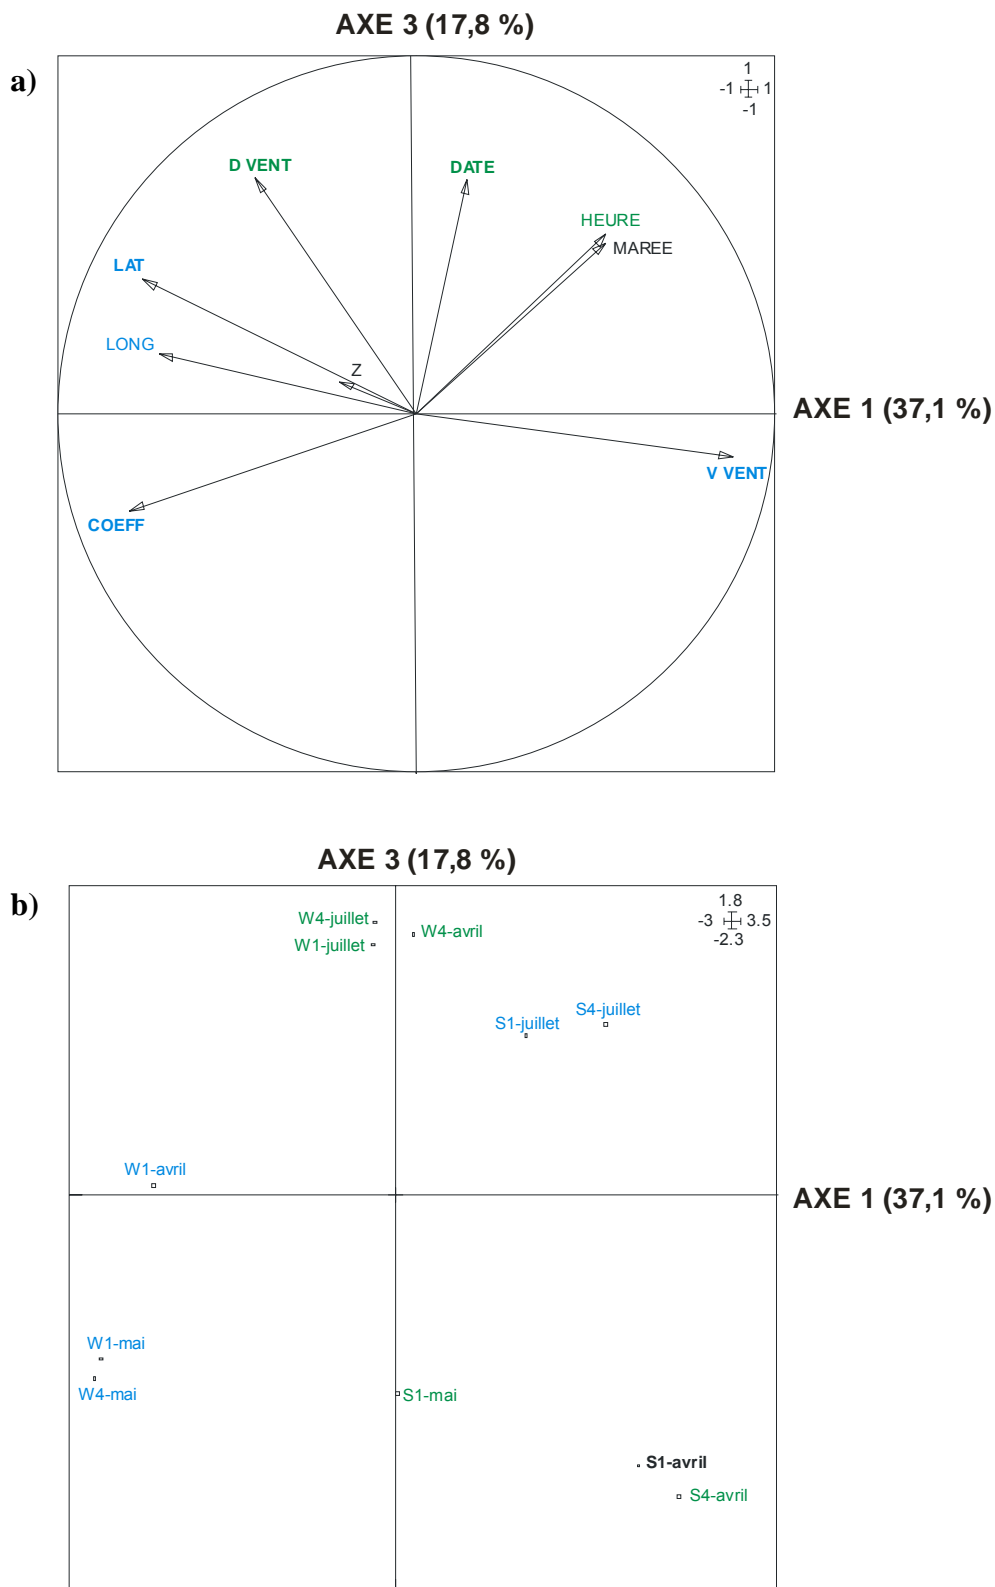 AXE 3 (17,8 %)
a)
1
-1 1
-1
D VENT
DATE
HEURE
MAREE
LAT
LONG
Z
AXE 1 (37,1 %)
V VENT
COEFF
AXE 3 (17,8 %)
b)
1.8
-3 3.5
-2.3
W4-juillet
W4-avril
W1-juillet
S4-juillet
S1-juillet
W1-avril
AXE 1 (37,1 %)
W1-mai
W4-mai
S1-mai
S1-avril
S4-avril